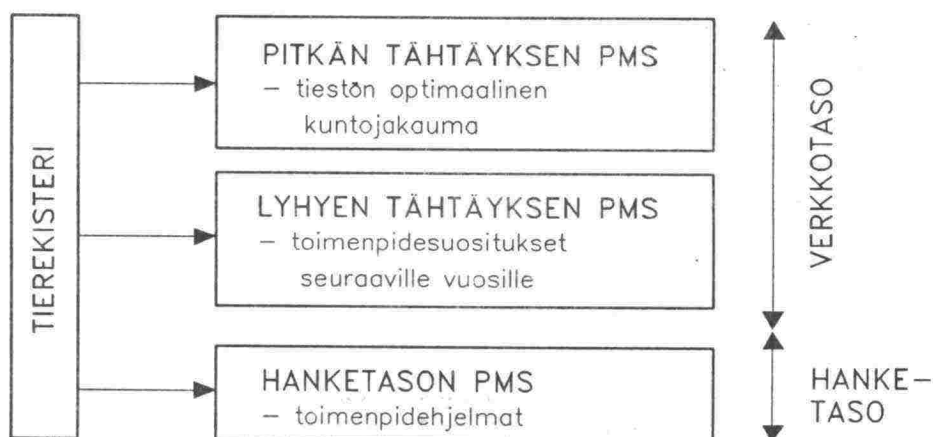 TIEREKISTERI
PITKÄN TÄHTÄYKSEN PMS
– tiestön optimaalinen
kuntojakauma
LYHYEN TÄHTÄYKSEN PMS
– toimenpidesuositukset
seuraaville vuosille
HANKETASON PMS
– toimenpidehjelmat
VERKKOTASO
HANKE–
TASO